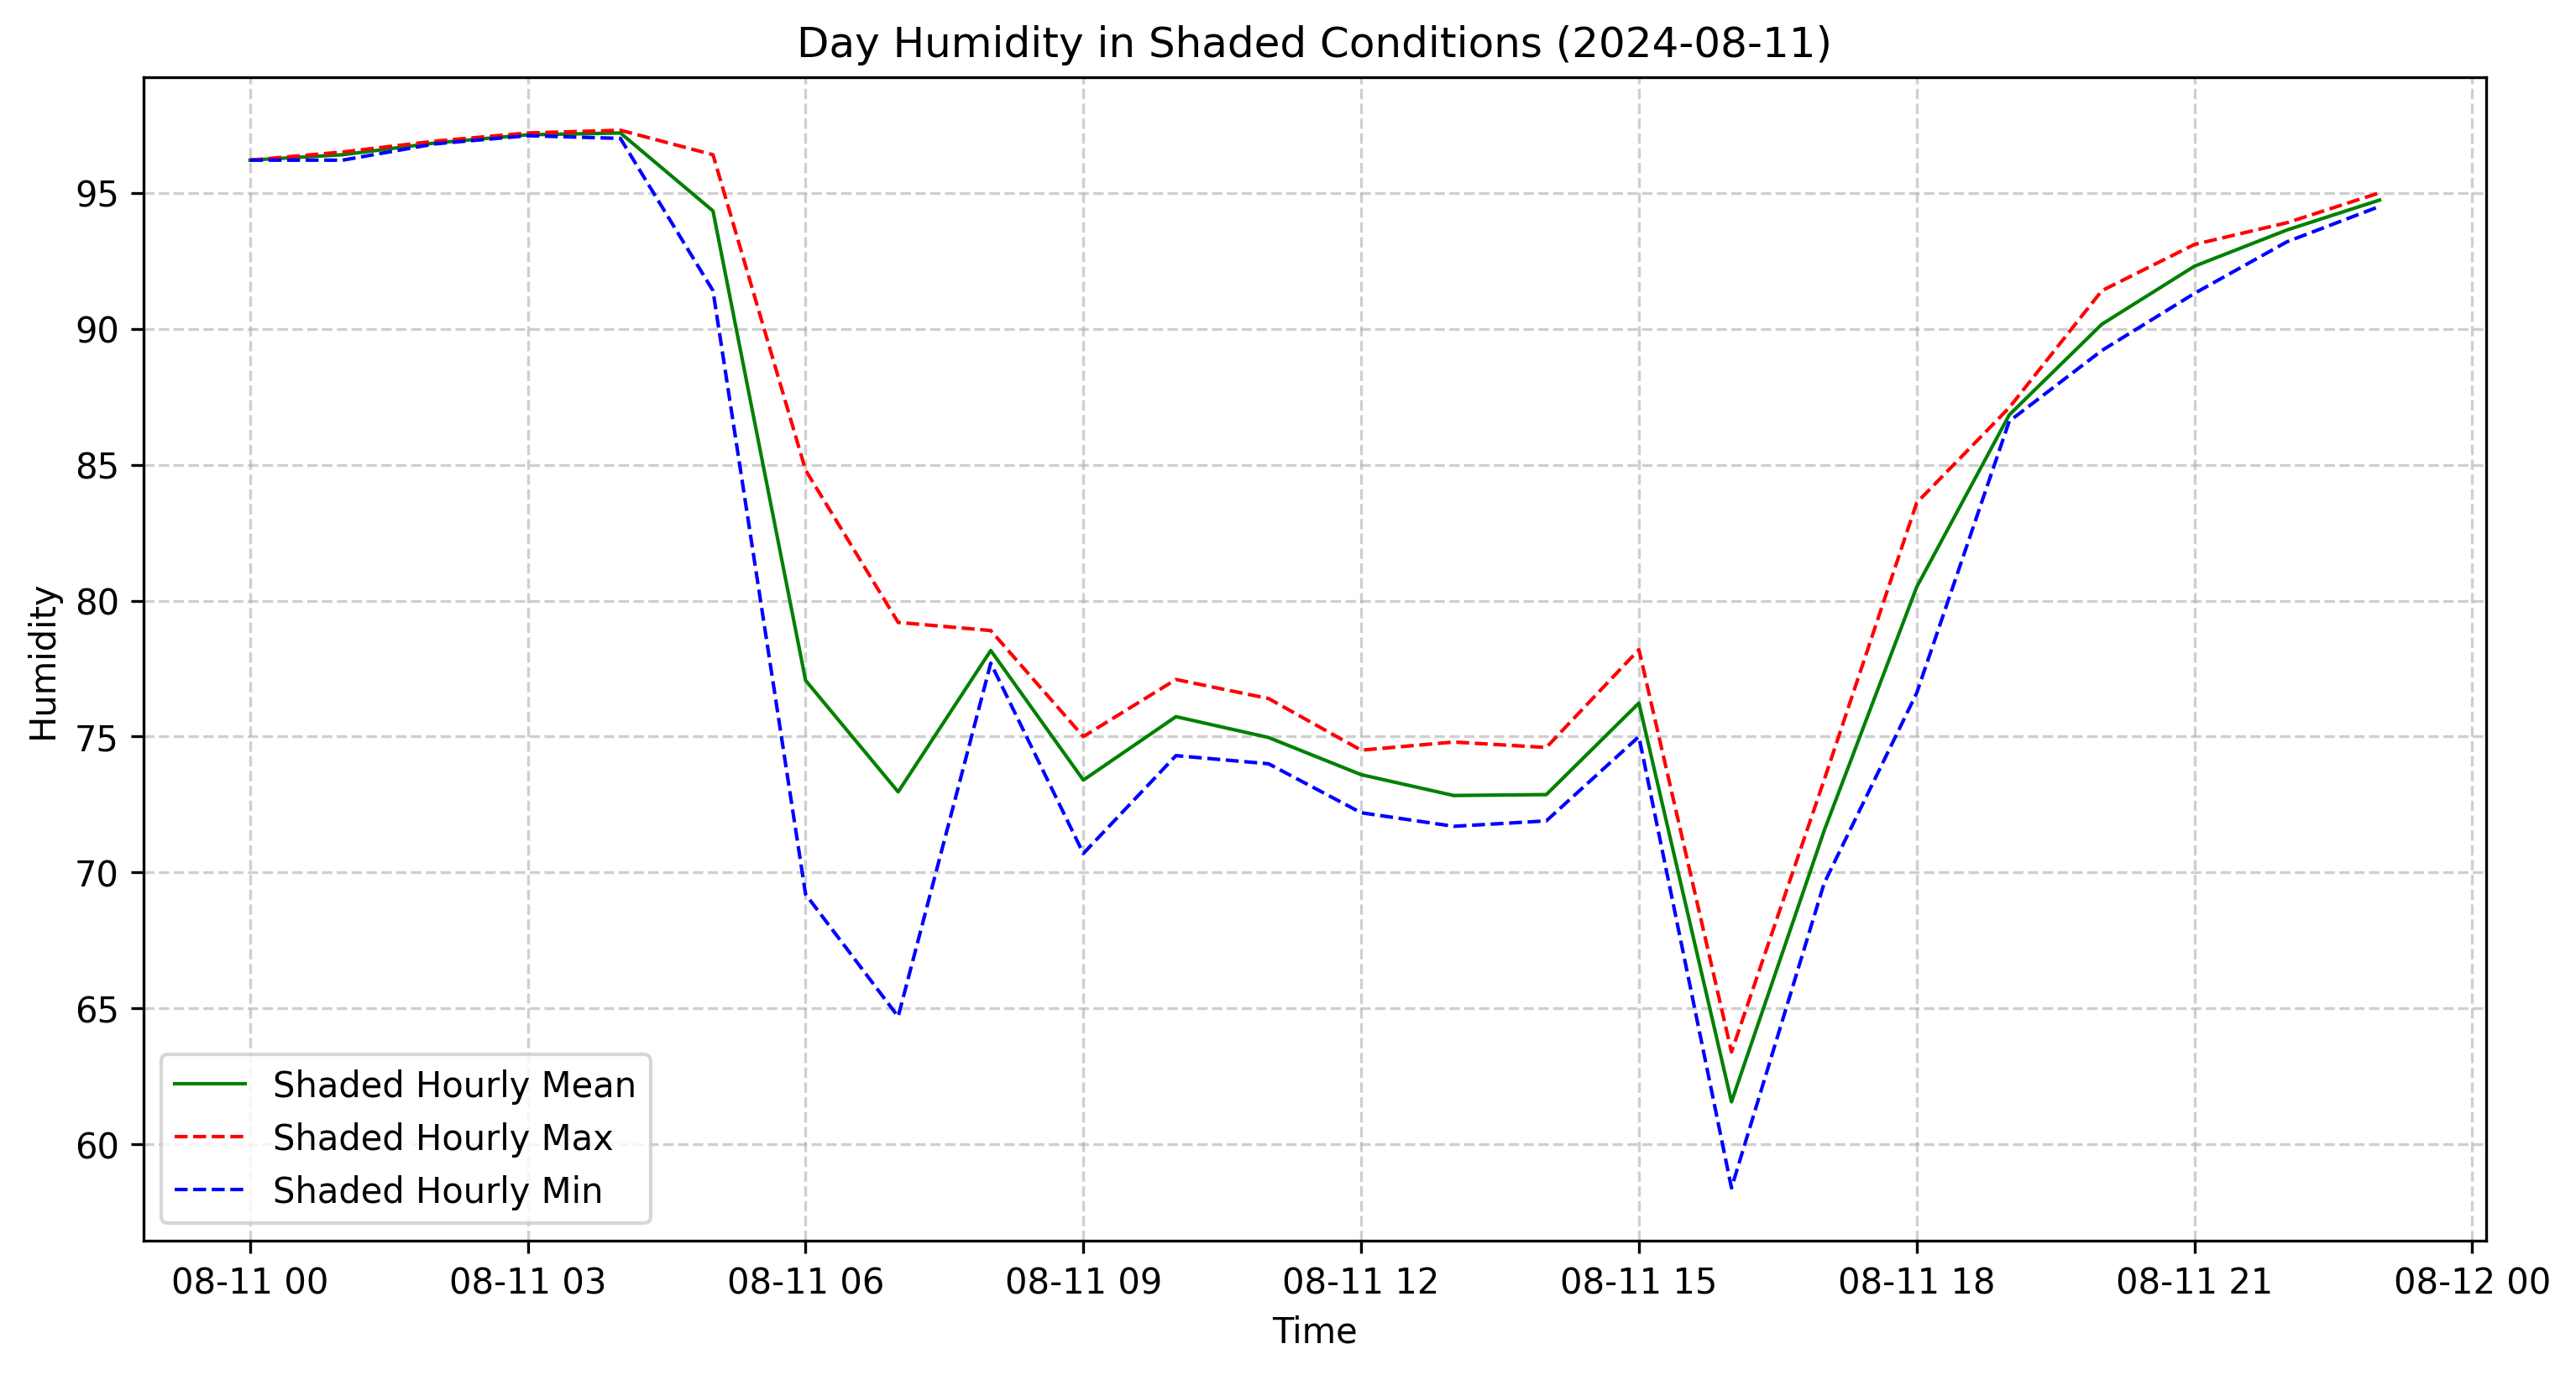 Day Humidity in Shaded Conditions (2024-08-11)
Humidity
95
90
85
80
75
70
65
60
Shaded Hourly Mean
Shaded Hourly Max
Shaded Hourly Min
08-11 00 08-11 03 08-11 06 08-11 09 08-11 12 08-11 15 08-11 18 08-11 21 08-12 00
Time